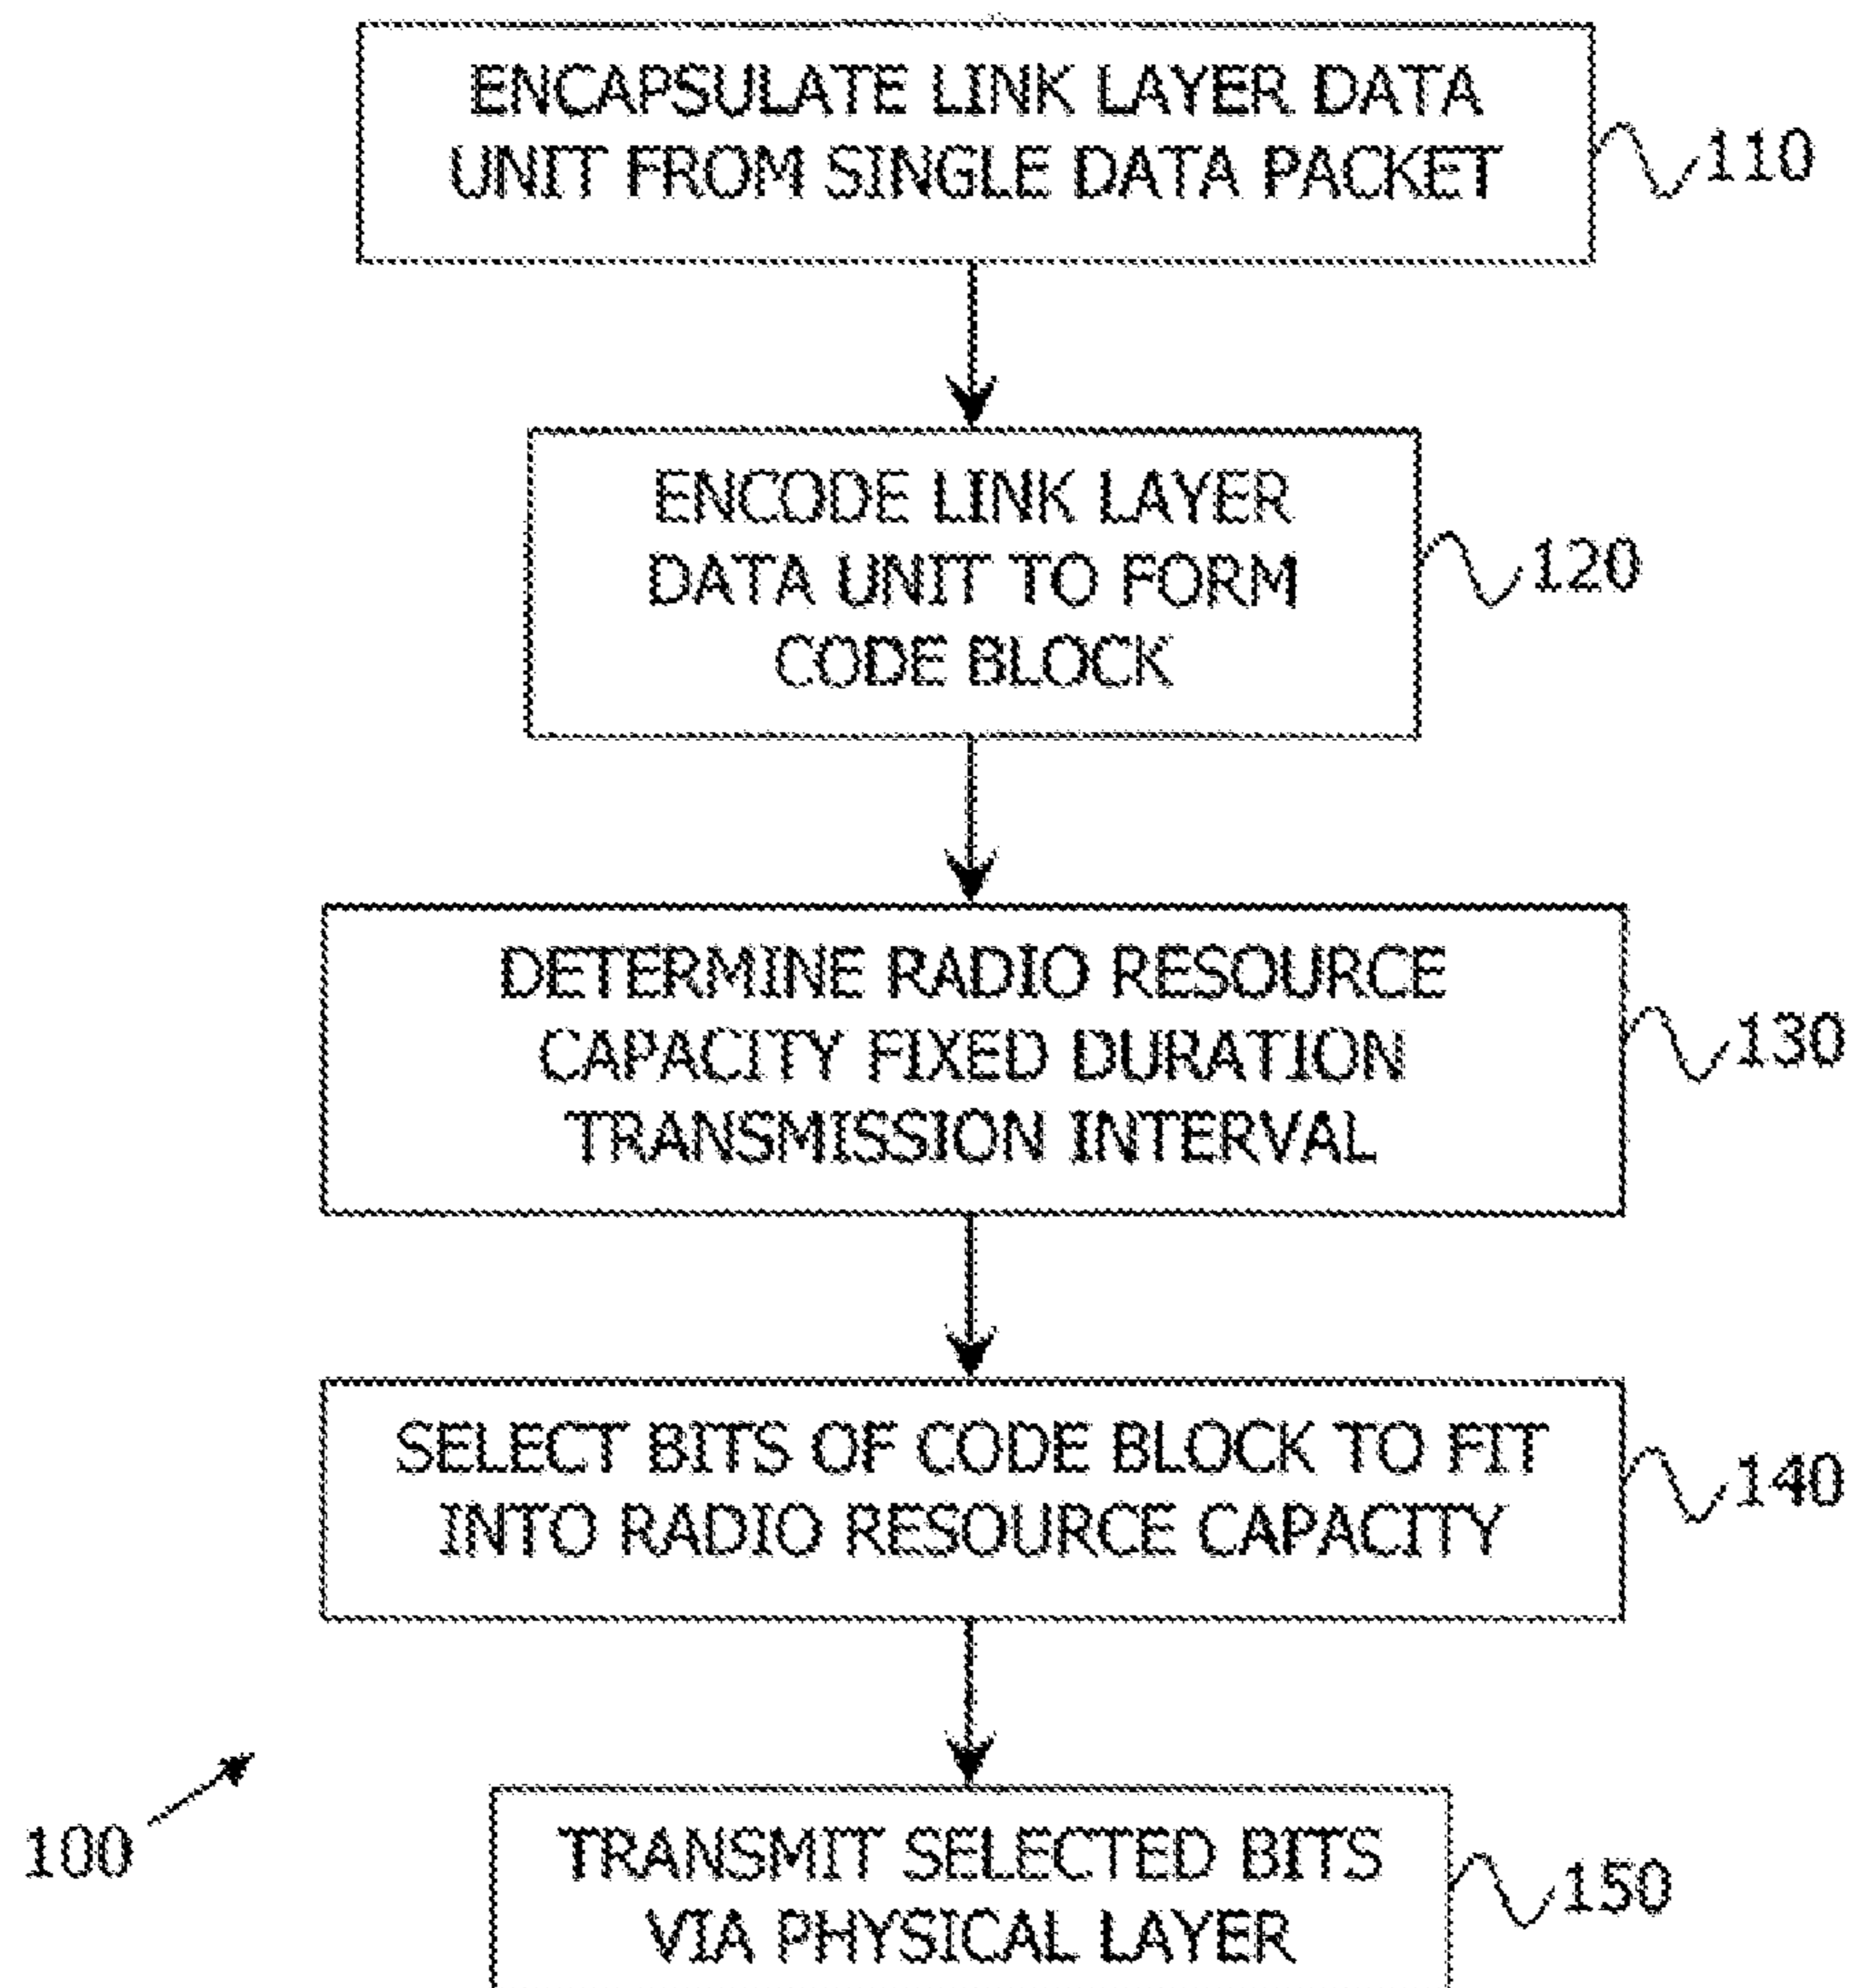 ENCAPSULATE LINK LAYER DATA
UNIT FROM SINGLE DATA PACKET
110
ENCODE LINK LAYER
DATA UNIT TO FORM
CODE BLOCK
120
DETERMINE RADIO RESOURCE
CAPACITY FIXED DURATION
TRANSMISSION INTERVAL
130
SELECT BITS OF CODE BLOCK TO FIT
INTO RADIO RESOURCE CAPACITY
140
100
TRANSMIT SELECTED BITS
VIA PHYSICAL LAYER
150